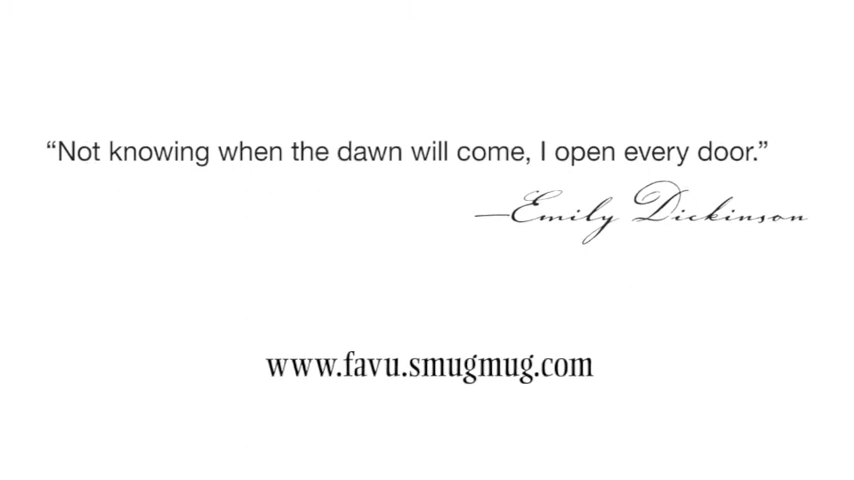 “Not knowing when the dawn will come, I open every door.”
—Emily Dickinson
www.favu.smugmug.com